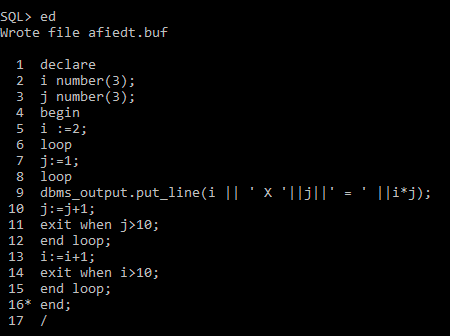 SQL> ed
Wrote file afiedt.buf
1 declare
2 i number(3);
3 j number(3);
4 begin
5 i :=2;
6 loop
7 j:=1;
8 loop
9 dbms_output.put_line(i || ' X '||j||' = ' ||i*j);
10 j:=j+1;
11 exit when j>10;
12 end loop;
13 i:=i+1;
14 exit when i>10;
15 end loop;
16* end;
17 /